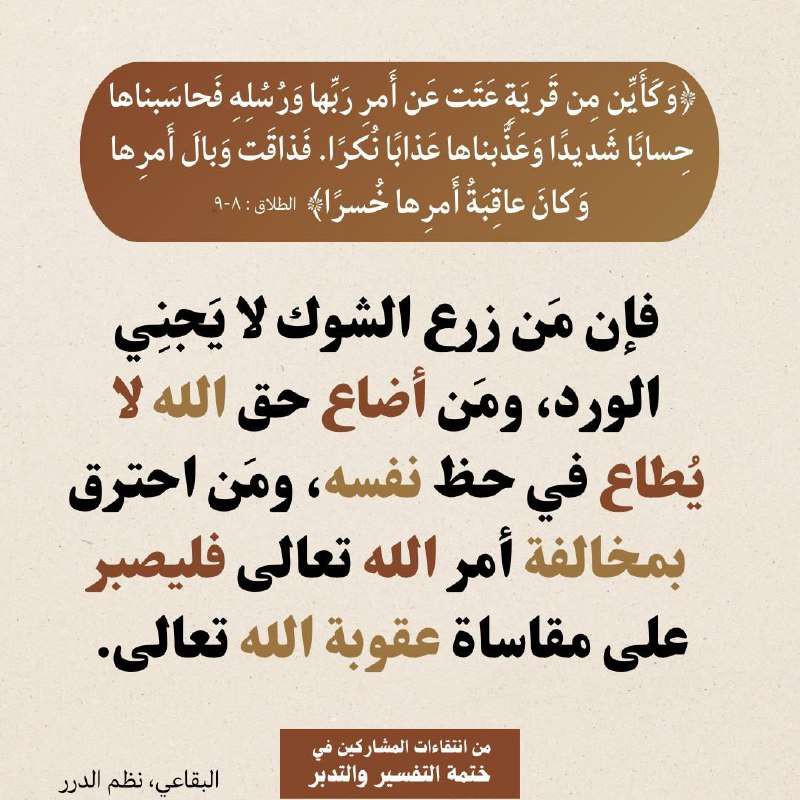 ﴿وَكَأَيِّن مِن قَريَةٍ عَتَت عَن أَمرِ رَبِّها وَرُسُلِهِ فَحاسَبناها
حِسابًا شَديدًا وَعَذَّبناها عَذابًا نُكرًا. فَذاقَت وَبالَ أَمرِها
وَكانَ عاقِبَةُ أَمرِها خُسرًا﴾ الطلاق : ٨-٩
فإن مَن زرع الشوك لا يَجنِي
الورد، ومَن أضاع حق الله لا
يُطاع في حظ نفسه، ومَن احترق
بمخالفة أمر الله تعالى فليصبر
على مقاساة عقوبة الله تعالى.
من انتقاءات المشاركين في
ختمة التفسير والتدبر
البقاعي، نظم الدرر